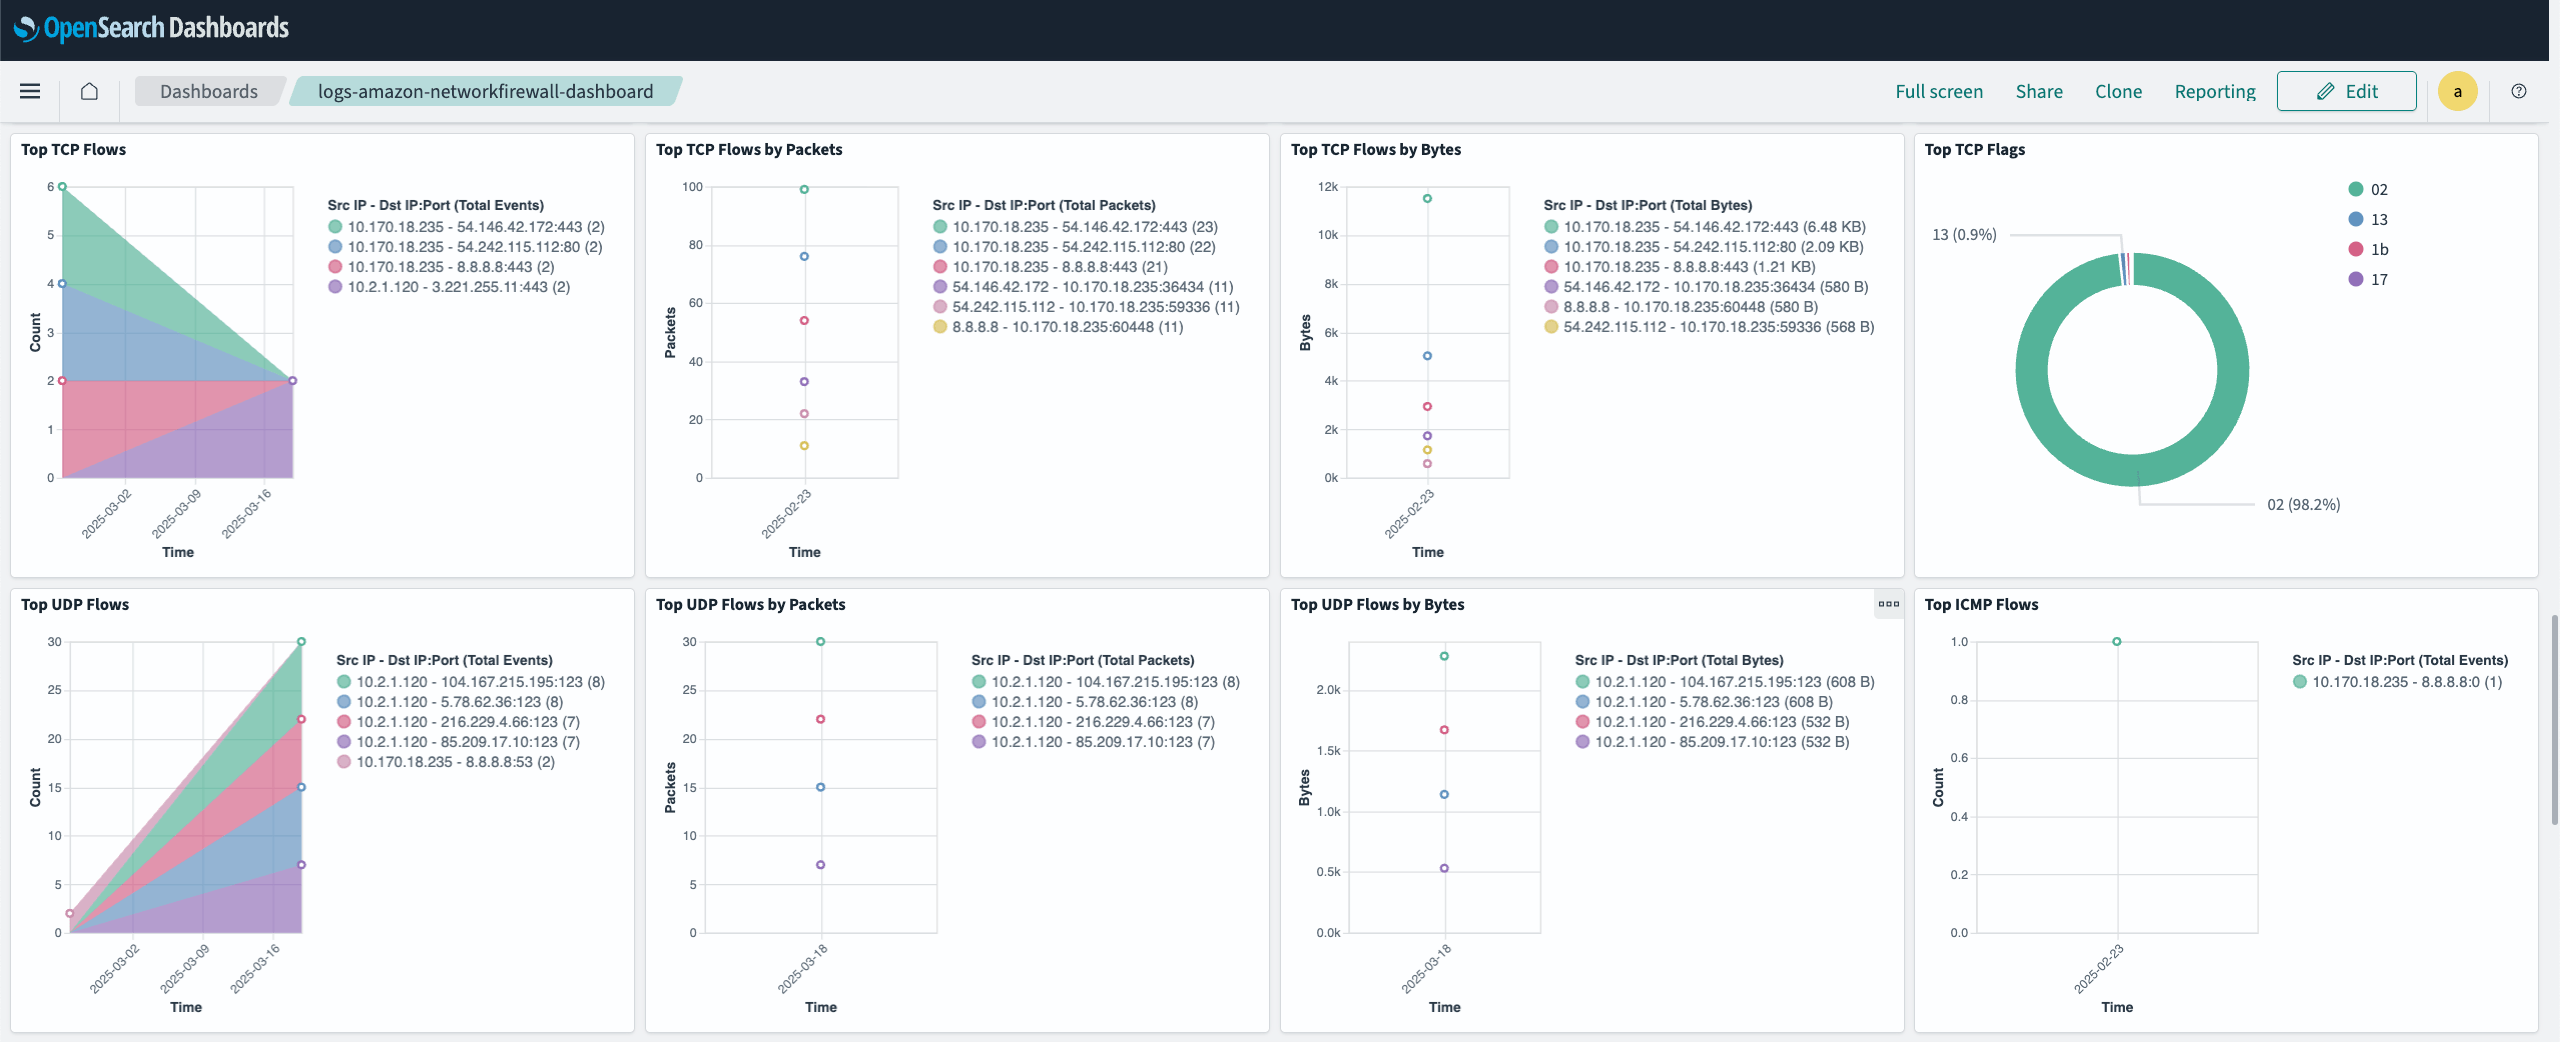 OpenSearch Dashboards
Dashboards
logs-amazon-networkfirewall-dashboard
Full screen
Share
Clone
Reporting
Edit
a
Top TCP Flows
6
5
4
3
2
1
0
Count
2025-03-02
2025-03-09
2025-03-16
Time
Src IP - Dst IP:Port (Total Events)
10.170.18.235 - 54.146.42.172:443 (2)
10.170.18.235 - 54.242.115.112:80 (2)
10.170.18.235 - 8.8.8.8:443 (2)
10.2.1.120 - 3.221.255.11:443 (2)
Top TCP Flows by Packets
100
80
60
40
20
0
Packets
2025-02-23
Time
Src IP - Dst IP:Port (Total Packets)
10.170.18.235 - 54.146.42.172:443 (23)
10.170.18.235 - 54.242.115.112:80 (22)
10.170.18.235 - 8.8.8.8:443 (21)
54.146.42.172 - 10.170.18.235:36434 (11)
54.242.115.112 - 10.170.18.235:59336 (11)
8.8.8.8 - 10.170.18.235:60448 (11)
Top TCP Flows by Bytes
12k
10k
8k
6k
4k
2k
0k
Bytes
2025-02-23
Time
Src IP - Dst IP:Port (Total Bytes)
10.170.18.235 - 54.146.42.172:443 (6.48 KB)
10.170.18.235 - 54.242.115.112:80 (2.09 KB)
10.170.18.235 - 8.8.8.8:443 (1.21 KB)
54.146.42.172 - 10.170.18.235:36434 (580 B)
8.8.8.8 - 10.170.18.235:60448 (580 B)
54.242.115.112 - 10.170.18.235:59336 (568 B)
Top TCP Flags
13 (0.9%)
02 (98.2%)
02
13
1b
17
Top UDP Flows
30
25
20
15
10
5
0
Count
2025-03-02
2025-03-09
2025-03-16
Time
Src IP - Dst IP:Port (Total Events)
10.2.1.120 - 104.167.215.195:123 (8)
10.2.1.120 - 5.78.62.36:123 (8)
10.2.1.120 - 216.229.4.66:123 (7)
10.2.1.120 - 85.209.17.10:123 (7)
10.170.18.235 - 8.8.8.8:53 (2)
Top UDP Flows by Packets
30
25
20
15
10
5
0
Packets
2025-03-18
Time
Src IP - Dst IP:Port (Total Packets)
10.2.1.120 - 104.167.215.195:123 (8)
10.2.1.120 - 5.78.62.36:123 (8)
10.2.1.120 - 216.229.4.66:123 (7)
10.2.1.120 - 85.209.17.10:123 (7)
Top UDP Flows by Bytes
2.0k
1.5k
1.0k
0.5k
0.0k
Bytes
2025-03-18
Time
Src IP - Dst IP:Port (Total Bytes)
10.2.1.120 - 104.167.215.195:123 (608 B)
10.2.1.120 - 5.78.62.36:123 (608 B)
10.2.1.120 - 216.229.4.66:123 (532 B)
10.2.1.120 - 85.209.17.10:123 (532 B)
Top ICMP Flows
1.0
0.8
0.6
0.4
0.2
0.0
Count
2025-02-23
Time
Src IP - Dst IP:Port (Total Events)
10.170.18.235 - 8.8.8.8:0 (1)